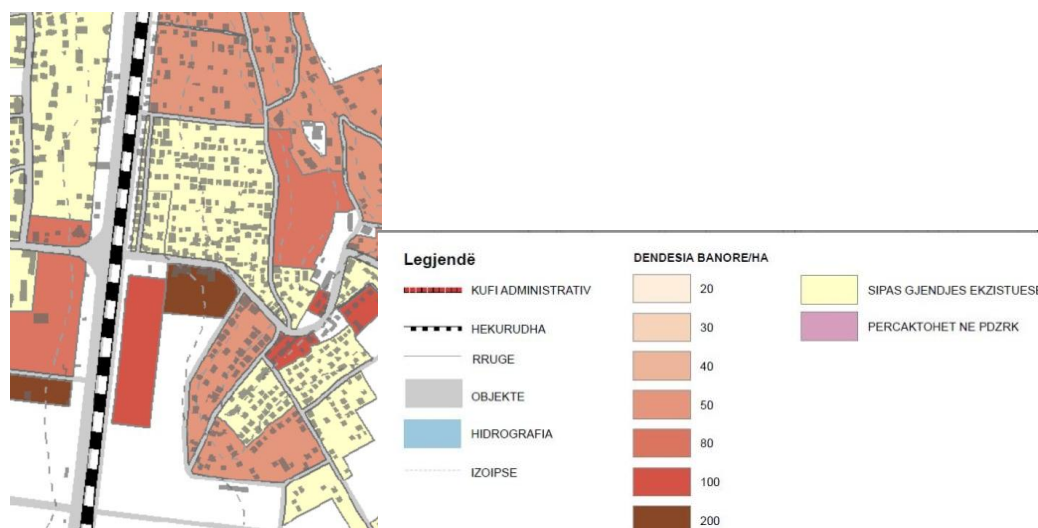 Legjendë
KUFI ADMINISTRATIV
HEKURUDHA
RRUGE
OBJEKTE
HIDROGRAFIA
IZOIPSE
DENDESIA BANORE/HA
20
30
40
50
80
100
200
SIPAS GJENDJES EKZISTUESE
PERCAKTOHET NE PDZRK